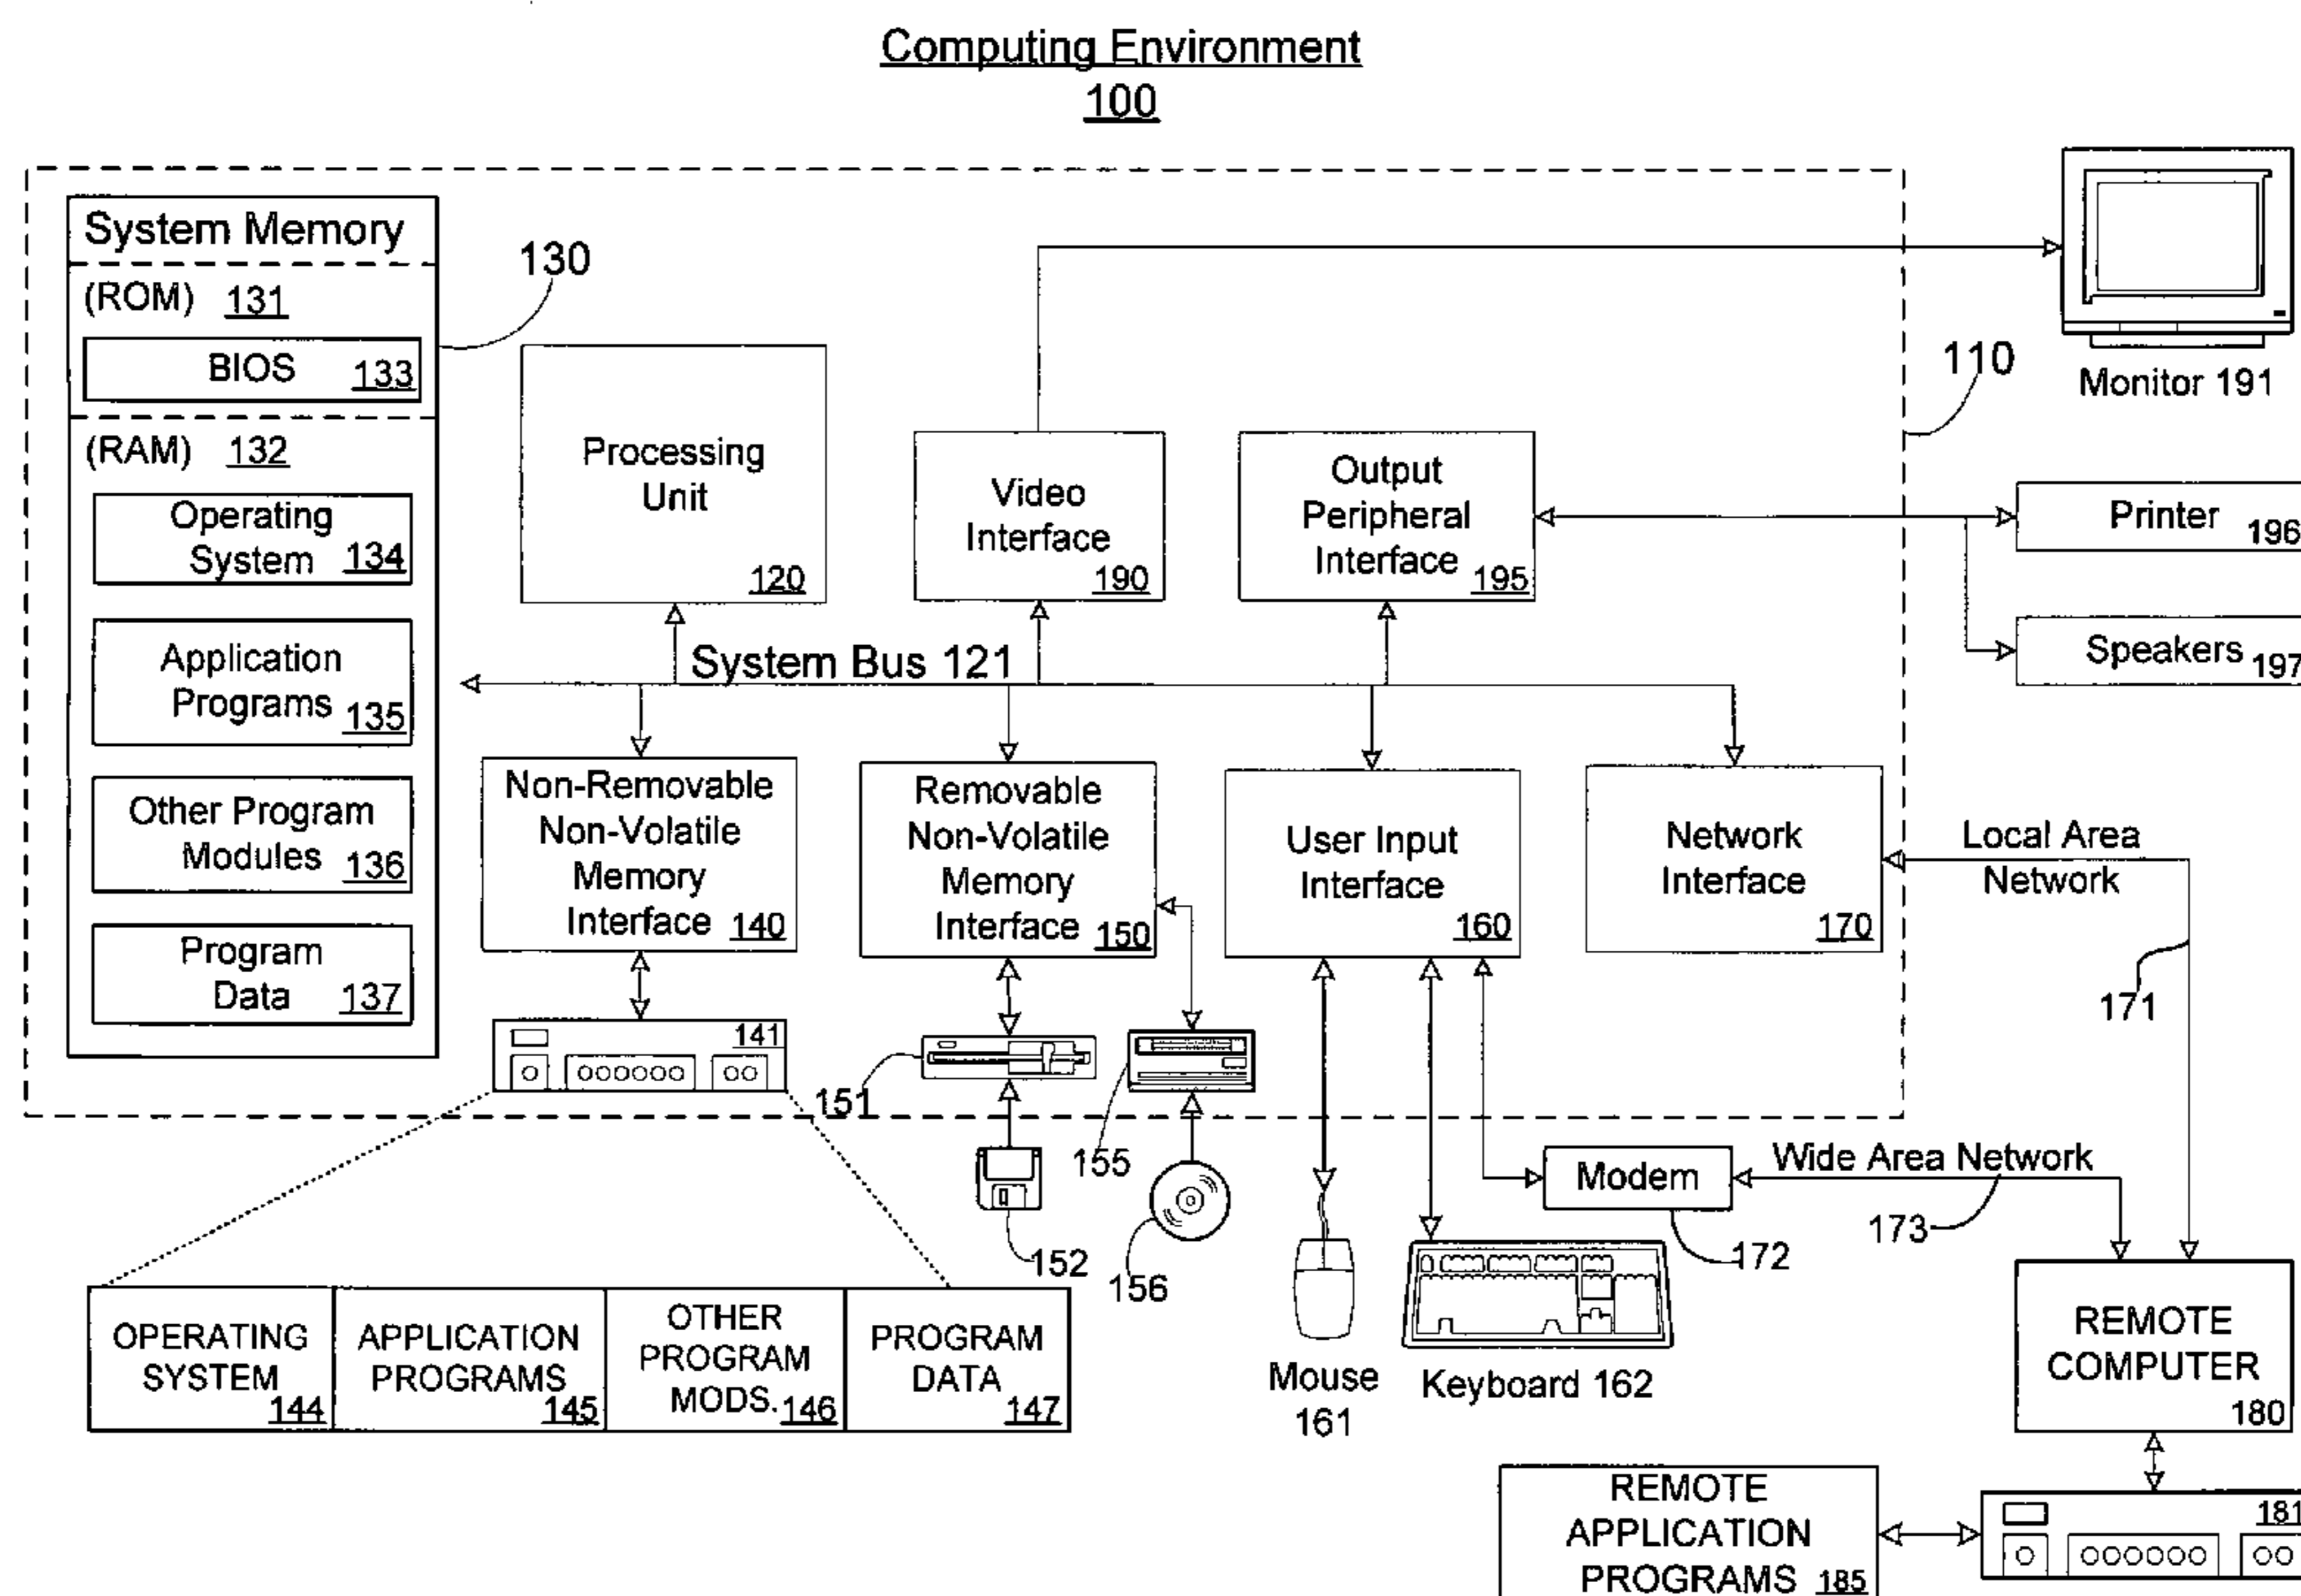 Computing Environment
100
System Memory
(ROM) 131
BIOS 133
(RAM) 132
Operating
System 134
Application
Programs 135
Other Program
Modules 136
Program
Data 137
130
Processing
Unit
120
Video
Interface
190
Output
Peripheral
Interface 195
110
Monitor 191
Printer 196
Speakers 197
System Bus 121
Non-Removable
Non-Volatile
Memory
Interface 140
Removable
Non-Volatile
Memory
Interface 150
User Input
Interface
160
Network
Interface
170
Local Area
Network
171
141
151
155
152
156
Modem
172
Wide Area Network
173
OPERATING
SYSTEM 144
APPLICATION
PROGRAMS 145
OTHER
PROGRAM
MODS. 146
PROGRAM
DATA
147
Mouse
161
Keyboard 162
REMOTE
COMPUTER
180
REMOTE
APPLICATION
PROGRAMS 185
181